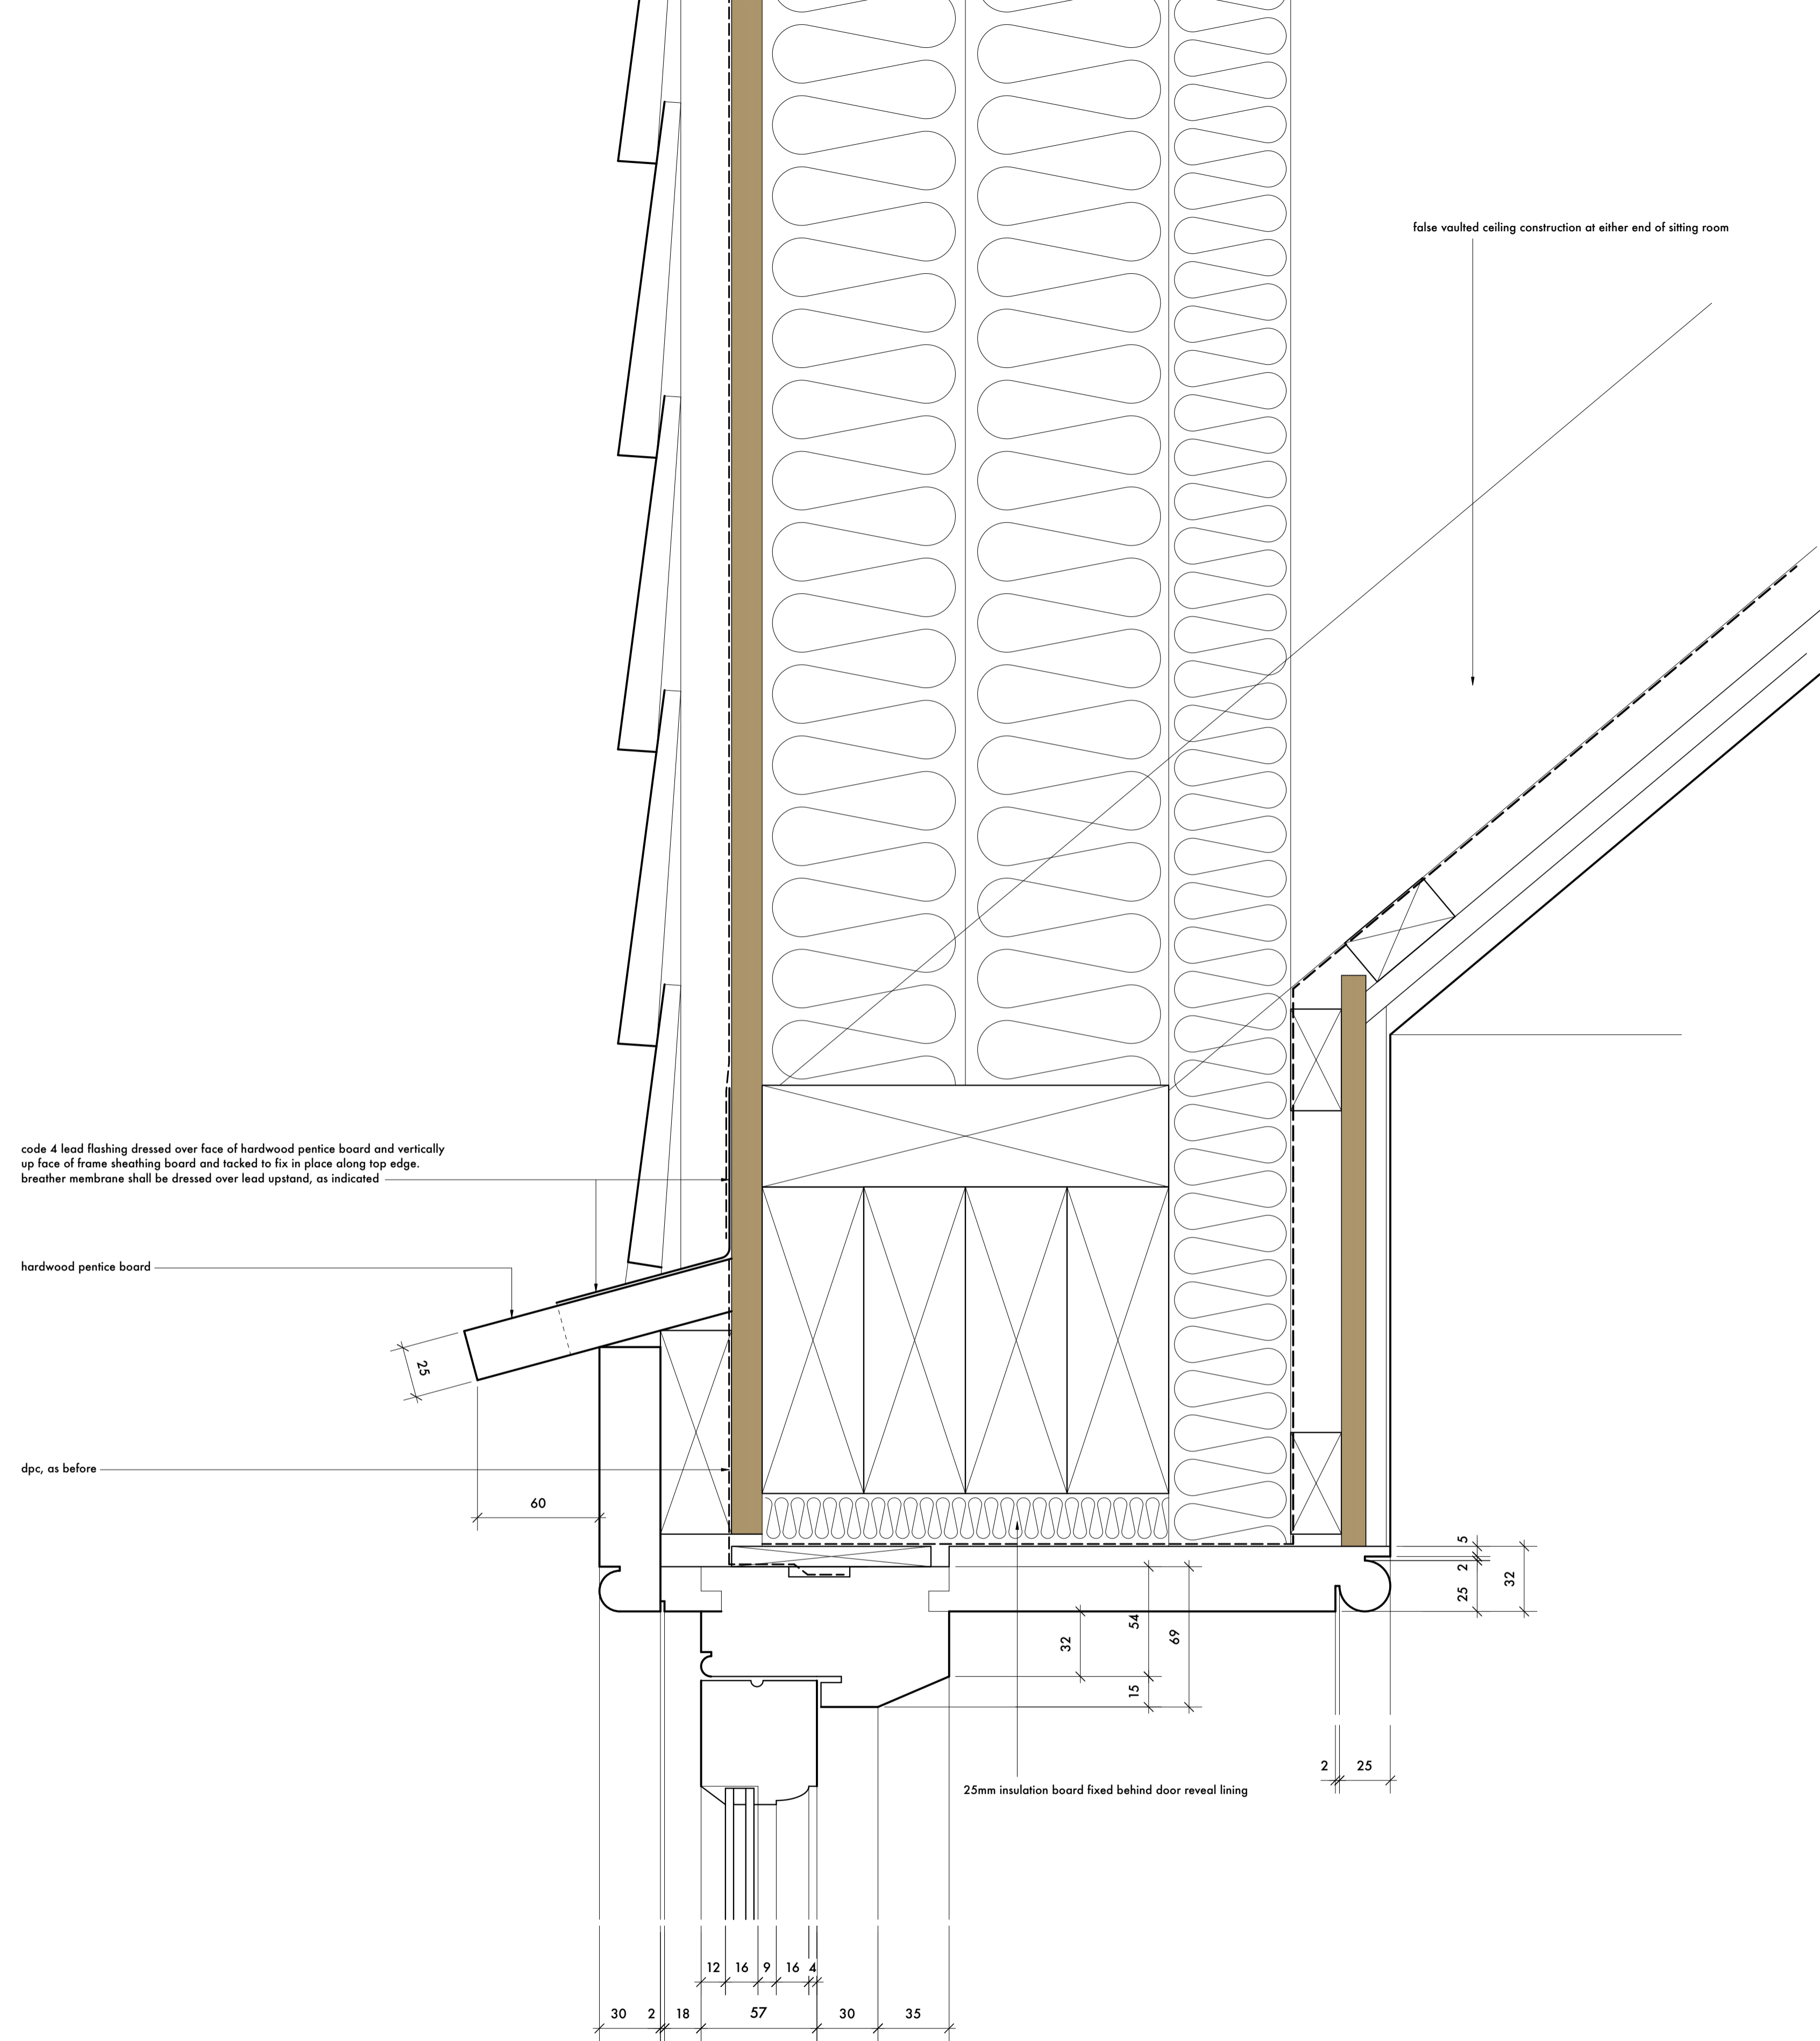 false vaulted ceiling construction at either end of sitting room
code 4 lead flashing dressed over face of hardwood pentice board and vertically
up face of frame sheathing board and tacked to fix in place along top edge.
breather membrane shall be dressed over lead upstand, as indicated
hardwood pentice board
25
dpc, as before
60
5
2
25
32
54
32
69
15
2 25
25mm insulation board fixed behind door reveal lining
12 16 9 16 4
30 2 18 57 30 35